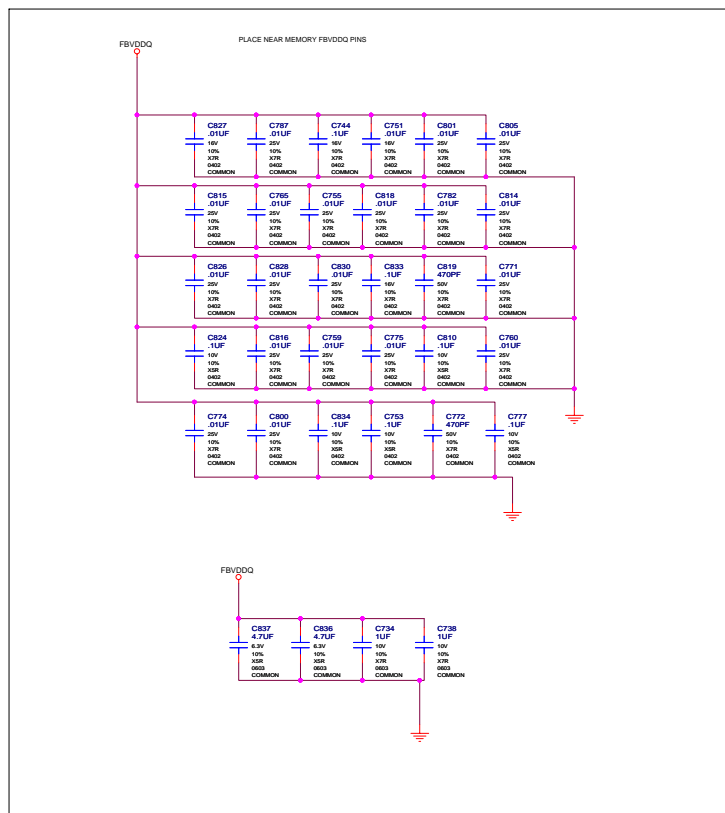 PLACE NEAR MEMORY FBVDDQ PINS
FBVDDQ
C827 C787 C744 C751 C801 C805
.01UF .01UF .1UF .01UF .01UF .01UF
16V 25V 16V 16V 25V 25V
10% 10% 10% 10% 10% 10%
X7R X7R X7R X7R X7R X7R
0402 0402 0402 0402 0402 0402
COMMON COMMON COMMON COMMON COMMON COMMON
C815 C765 C755 C818 C782 C814
.01UF .01UF .01UF .01UF .01UF .01UF
25V 25V 25V 25V 25V 25V
10% 10% 10% 10% 10% 10%
X7R X7R X7R X7R X7R X7R
0402 0402 0402 0402 0402 0402
COMMON COMMON COMMON COMMON COMMON COMMON
C826 C828 C830 C833 C819 C771
.01UF .01UF .01UF .1UF 470PF .01UF
25V 25V 25V 16V 50V 25V
10% 10% 10% 10% 10% 10%
X7R X7R X7R X7R X7R X7R
0402 0402 0402 0402 0402 0402
COMMON COMMON COMMON COMMON COMMON COMMON
C824 C816 C759 C775 C810 C760
.1UF .01UF .01UF .01UF .1UF .01UF
10V 25V 25V 25V 10V 25V
10% 10% 10% 10% 10% 10%
X5R X7R X7R X7R X5R X7R
0402 0402 0402 0402 0402 0402
COMMON COMMON COMMON COMMON COMMON COMMON
C774 C800 C834 C753 C772 C777
.01UF .01UF .1UF .1UF 470PF .1UF
25V 25V 10V 10V 50V 10V
10% 10% 10% 10% 10% 10%
X7R X7R X5R X5R X7R X5R
0402 0402 0402 0402 0402 0402
COMMON COMMON COMMON COMMON COMMON COMMON
FBVDDQ
C837 C836 C734 C738
4.7UF 4.7UF 1UF 1UF
6.3V 6.3V 10V 10V
10% 10% 10% 10%
X5R X5R X7R X7R
0603 0603 0603 0603
COMMON COMMON COMMON COMMON